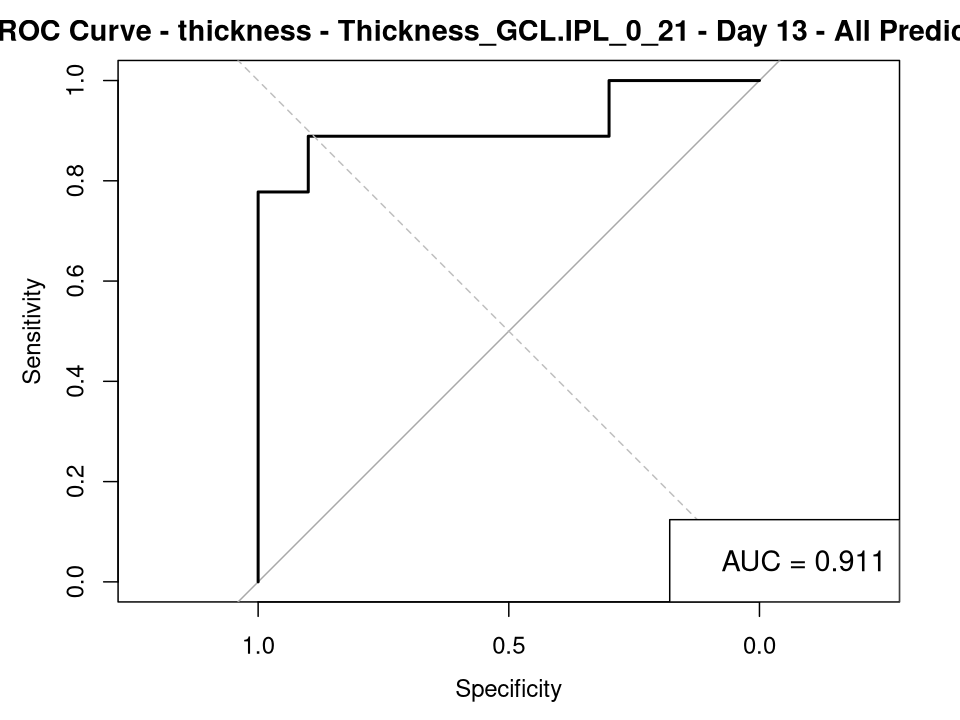 ROC Curve - thickness - Thickness_GCL.IPL_0_21 - Day 13 - All Predic
1.0
0.8
0.6
0.4
0.2
0.0
Sensitivity
AUC = 0.911
1.0 0.5 0.0
Specificity